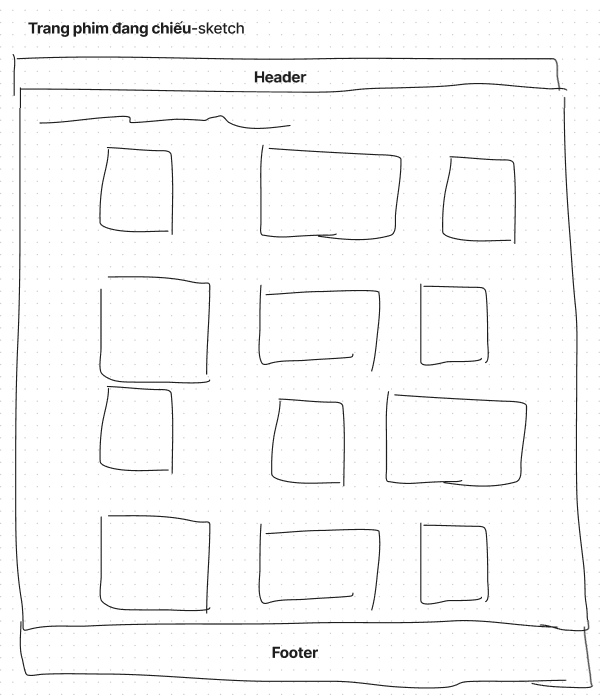 Trang phim đang chiếu-sketch
Header
Footer